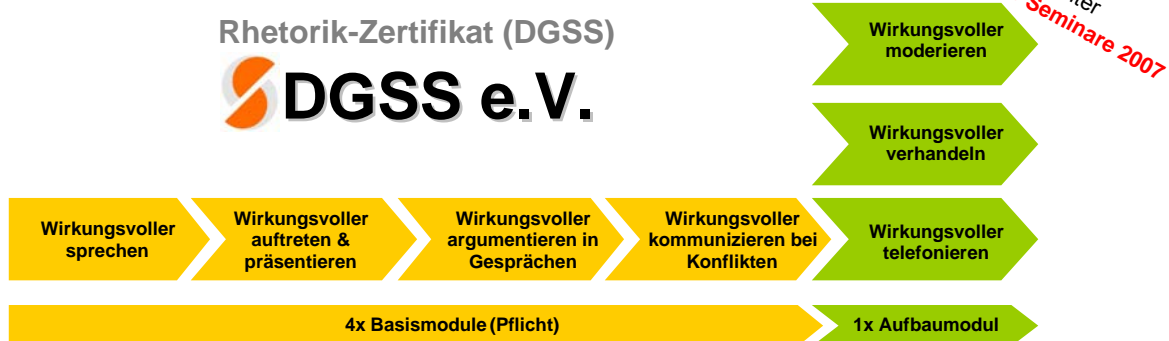 Rhetorik-Zertifikat (DGSS)
DGSS e.V.
Seminare 2007
Wirkungsvoller
moderieren
Wirkungsvoller
verhandeln
Wirkungsvoller
sprechen
Wirkungsvoller
auftreten &
präsentieren
Wirkungsvoller
argumentieren in
Gesprächen
Wirkungsvoller
kommunizieren bei
Konflikten
Wirkungsvoller
telefonieren
4x Basismodule (Pflicht)
1x Aufbaumodul